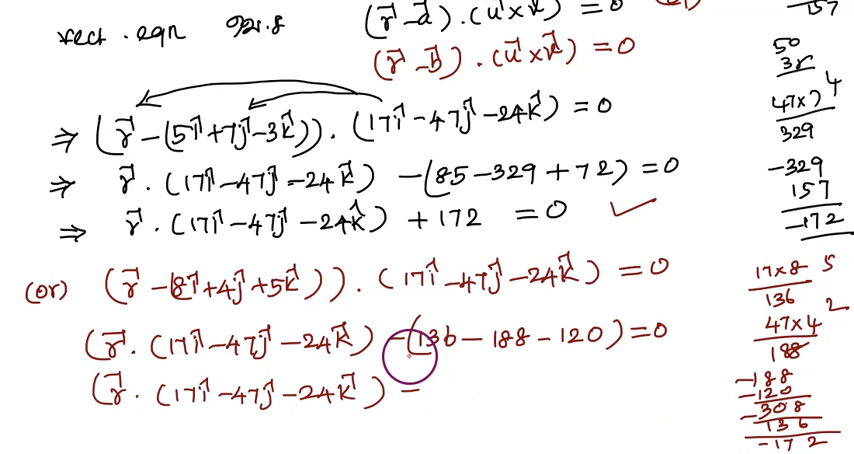 vect. eqn
(r⃗ - a⃗) . (u⃗ × v⃗) = 0
157
(r⃗ - b⃗) . (u⃗ × v⃗) = 0
50
⇒ (r⃗ - (5î + 7ĵ - 3k̂)) . (17î - 47ĵ - 24k̂) = 0
4
47×7
329
⇒ r⃗ . (17î - 47ĵ - 24k̂) - (85 - 329 + 72) = 0
-329
157
-172
⇒ r⃗ . (17î - 47ĵ - 24k̂) + 172 = 0 ✓
(or) (r⃗ - (8î + 4ĵ + 5k̂)) . (17î - 47ĵ - 24k̂) = 0
17×8 5
136
(r⃗ . (17î - 47ĵ - 24k̂) - (136 - 188 - 120) = 0
47×4 2
188
(r⃗ . (17î - 47ĵ - 24k̂) -
-188
-120
-308
136
-172